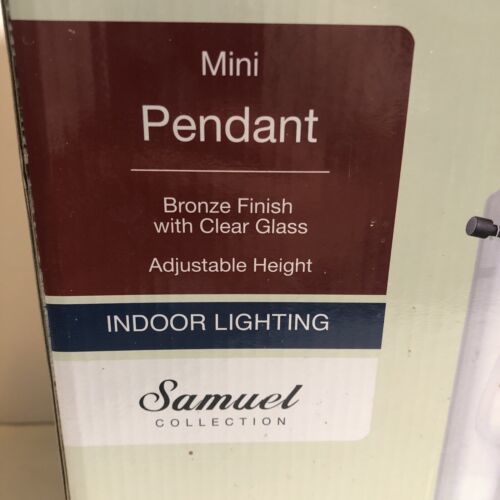 Mini
Pendant
Bronze Finish
with Clear Glass
Adjustable Height
INDOOR LIGHTING
Samuel
COLLECTION